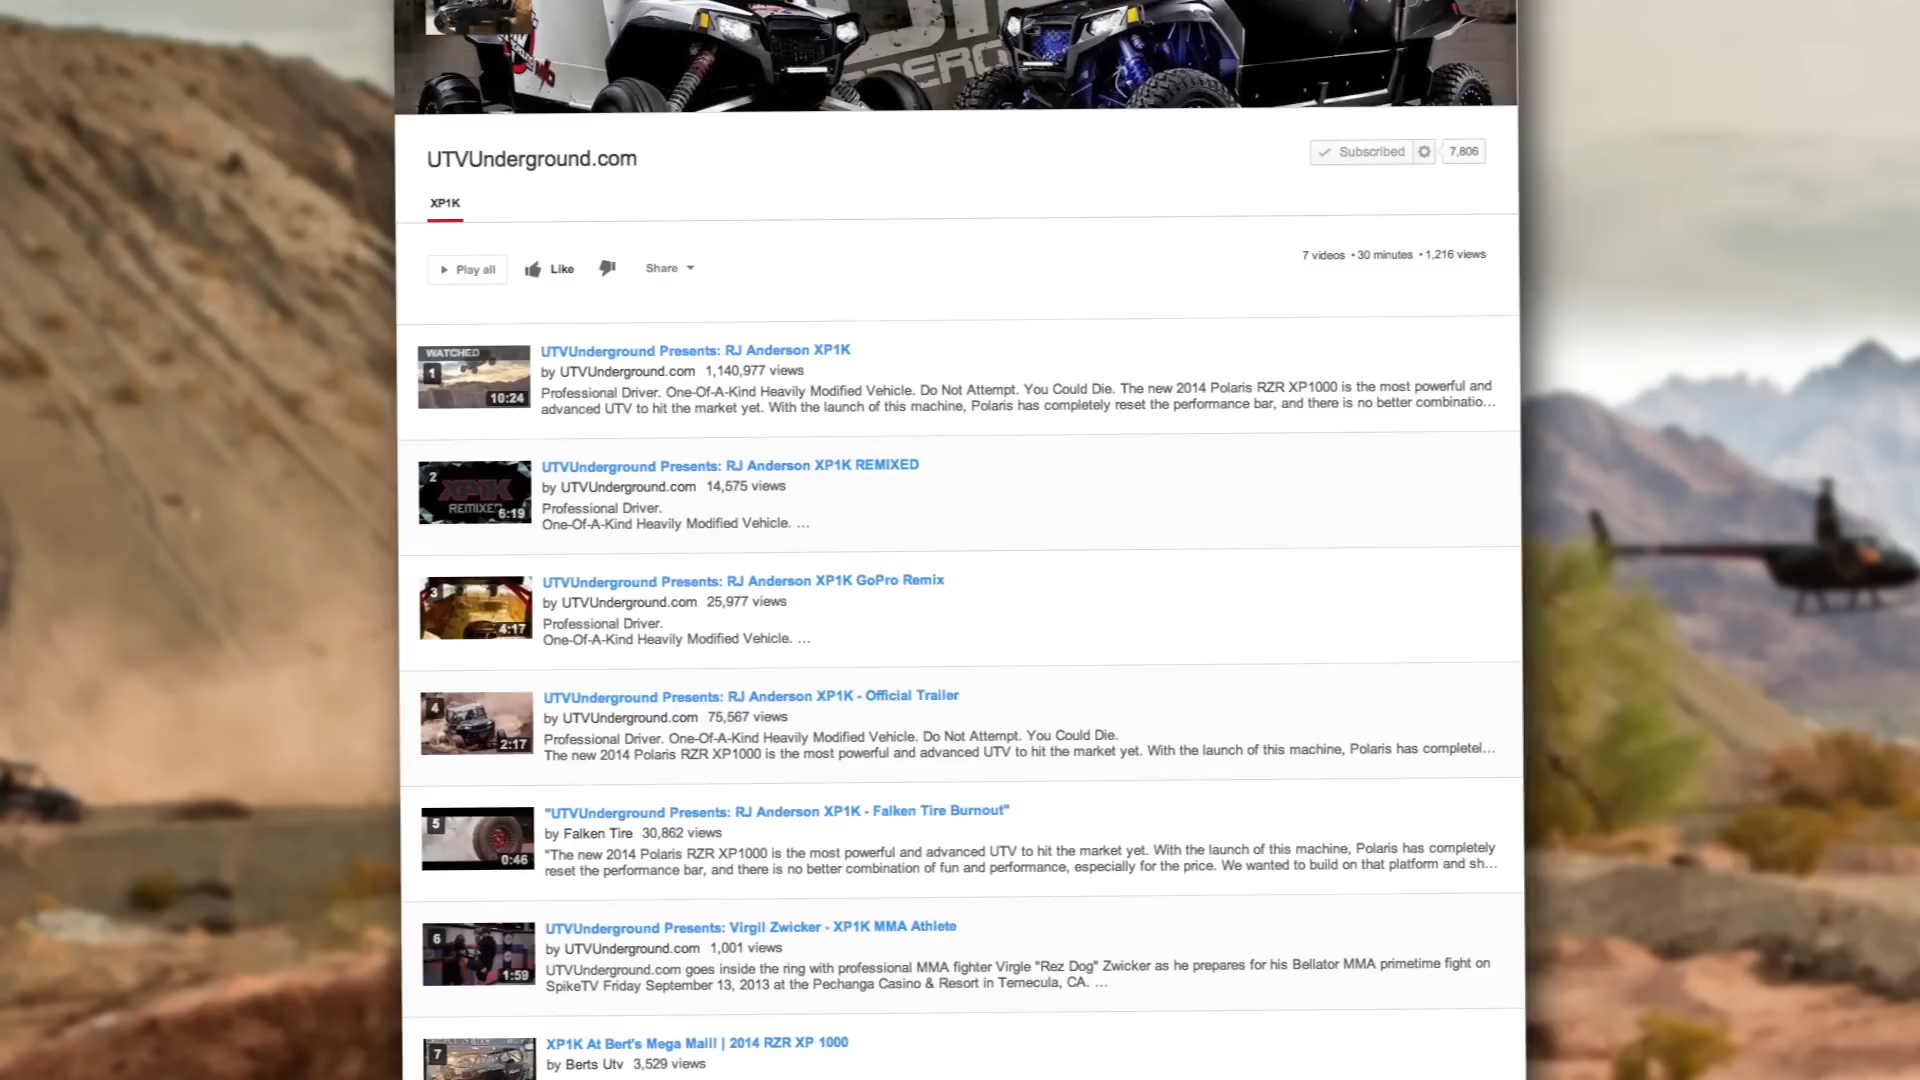 UTVUnderground.com
Subscribed 7,806
XP1K
Play all Like Share
7 videos • 30 minutes • 1,216 views
WATCHED
1
10:24
UTVUnderground Presents: RJ Anderson XP1K
by UTVUnderground.com 1,140,977 views
Professional Driver. One-Of-A-Kind Heavily Modified Vehicle. Do Not Attempt. You Could Die. The new 2014 Polaris RZR XP1000 is the most powerful and
advanced UTV to hit the market yet. With the launch of this machine, Polaris has completely reset the performance bar, and there is no better combinatio...
2
XP1K
REMIXED
6:19
UTVUnderground Presents: RJ Anderson XP1K REMIXED
by UTVUnderground.com 14,575 views
Professional Driver.
One-Of-A-Kind Heavily Modified Vehicle. ...
3
4:17
UTVUnderground Presents: RJ Anderson XP1K GoPro Remix
by UTVUnderground.com 25,977 views
Professional Driver.
One-Of-A-Kind Heavily Modified Vehicle. ...
4
2:17
UTVUnderground Presents: RJ Anderson XP1K - Official Trailer
by UTVUnderground.com 75,567 views
Professional Driver. One-Of-A-Kind Heavily Modified Vehicle. Do Not Attempt. You Could Die.
The new 2014 Polaris RZR XP1000 is the most powerful and advanced UTV to hit the market yet. With the launch of this machine, Polaris has completel...
5
0:46
"UTVUnderground Presents: RJ Anderson XP1K - Falken Tire Burnout"
by Falken Tire 30,862 views
"The new 2014 Polaris RZR XP1000 is the most powerful and advanced UTV to hit the market yet. With the launch of this machine, Polaris has completely
reset the performance bar, and there is no better combination of fun and performance, especially for the price. We wanted to build on that platform and sh...
6
1:59
UTVUnderground Presents: Virgil Zwicker - XP1K MMA Athlete
by UTVUnderground.com 1,001 views
UTVUnderground.com goes inside the ring with professional MMA fighter Virgle "Rez Dog" Zwicker as he prepares for his Bellator MMA primetime fight on
SpikeTV Friday September 13, 2013 at the Pechanga Casino & Resort in Temecula, CA. ...
7
XP1K At Bert's Mega Mall! | 2014 RZR XP 1000
by Berts Utv 3,529 views